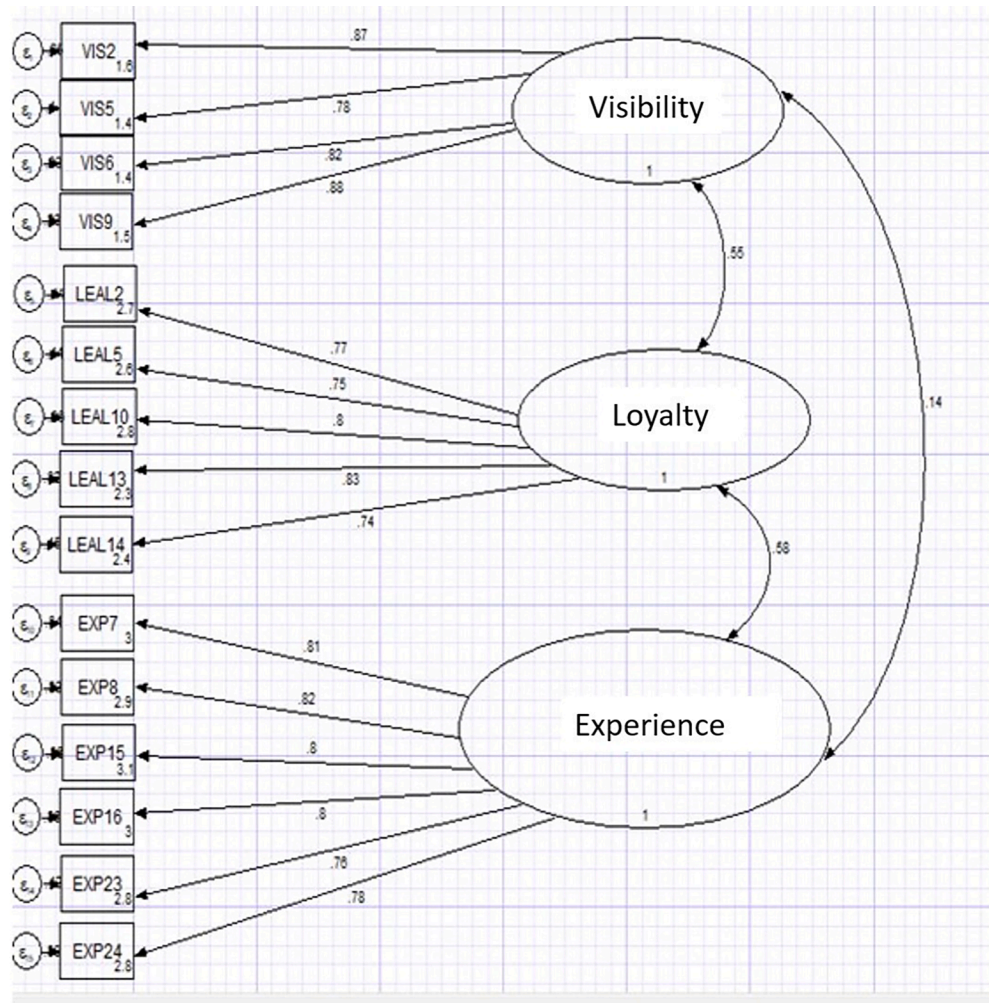 VIS2
1.6
.87
VIS5
1.4
.78
VIS6
1.4
.82
VIS9
1.5
.88
Visibility
1
.55
LEAL2
2.7
.77
LEAL5
2.6
.75
LEAL10
2.8
.8
LEAL13
2.3
.83
LEAL14
2.4
.74
Loyalty
1
.14
.58
EXP7
3
.81
EXP8
2.9
.82
EXP15
3.1
.8
EXP16
3
.8
EXP23
2.8
.76
EXP24
2.8
.78
Experience
1